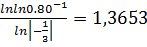 lnln0.80⁻¹
ln|−1/3| = 1,3653